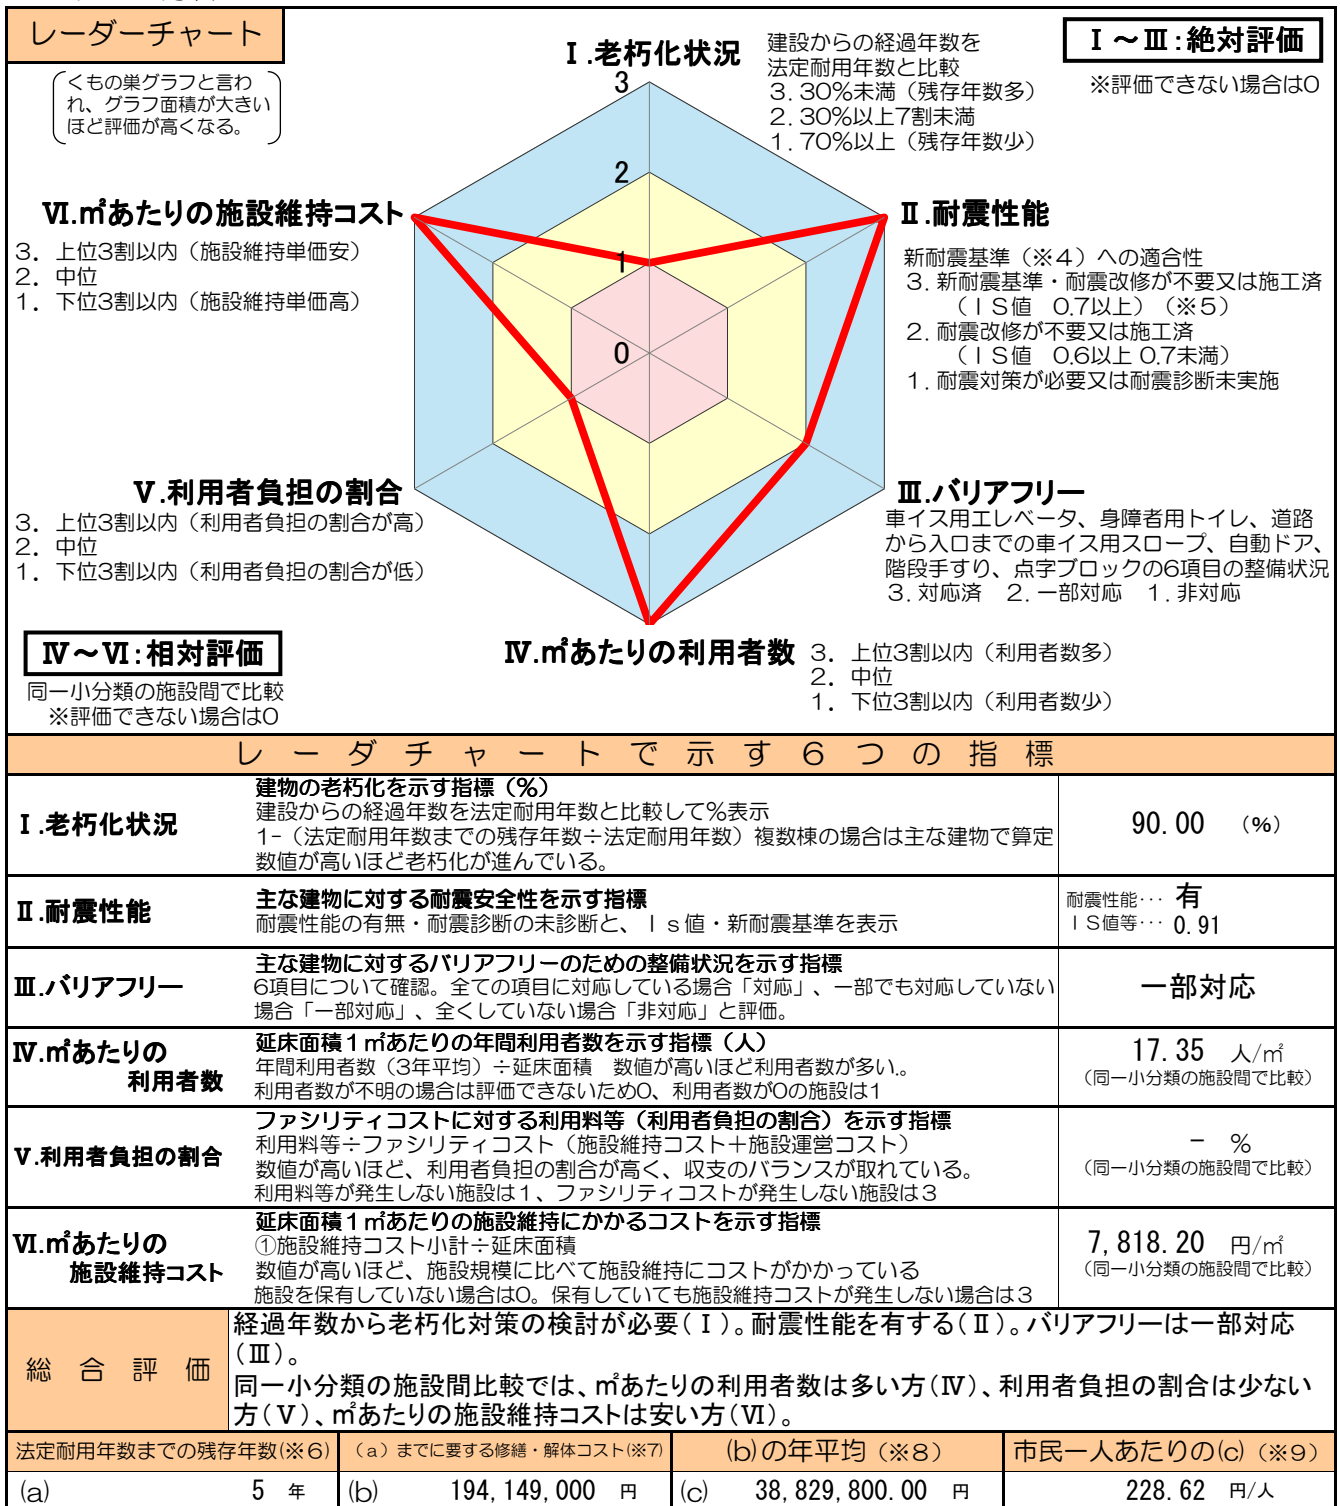 レーダーチャート
くもの巣グラフと言わ
れ、グラフ面積が大きい
ほど評価が高くなる。
Ⅰ.老朽化状況
建設からの経過年数を
法定耐用年数と比較
3. 30%未満（残存年数多）
2. 30%以上7割未満
1. 70%以上（残存年数少）
Ⅰ～Ⅲ:絶対評価
※評価できない場合は0
3
2
1
0
Ⅵ.㎡あたりの施設維持コスト
3. 上位3割以内（施設維持単価安）
2. 中位
1. 下位3割以内（施設維持単価高）
Ⅱ.耐震性能
新耐震基準（※4）への適合性
3. 新耐震基準・耐震改修が不要又は施工済
（ＩＳ値　0.7以上）（※5）
2. 耐震改修が不要又は施工済
（ＩＳ値　0.6以上 0.7未満）
1. 耐震対策が必要又は耐震診断未実施
Ⅴ.利用者負担の割合
3. 上位3割以内（利用者負担の割合が高）
2. 中位
1. 下位3割以内（利用者負担の割合が低）
Ⅲ.バリアフリー
車イス用エレベータ、身障者用トイレ、道路
から入口までの車イス用スロープ、自動ドア、
階段手すり、点字ブロックの6項目の整備状況
3. 対応済　2. 一部対応　1. 非対応
Ⅳ～Ⅵ:相対評価
同一小分類の施設間で比較
※評価できない場合は0
Ⅳ.㎡あたりの利用者数
3. 上位3割以内（利用者数多）
2. 中位
1. 下位3割以内（利用者数少）
レーダチャートで示す6つの指標
Ⅰ.老朽化状況
建物の老朽化を示す指標（%）
建設からの経過年数を法定耐用年数と比較して%表示
1-（法定耐用年数までの残存年数÷法定耐用年数）複数棟の場合は主な建物で算定
数値が高いほど老朽化が進んでいる。
90.00　（%）
Ⅱ.耐震性能
主な建物に対する耐震安全性を示す指標
耐震性能の有無・耐震診断の未診断と、Ｉｓ値・新耐震基準を表示
耐震性能… 有
ＩＳ値等… 0.91
Ⅲ.バリアフリー
主な建物に対するバリアフリーのための整備状況を示す指標
6項目について確認。全ての項目に対応している場合「対応」、一部でも対応していない
場合「一部対応」、全くしていない場合「非対応」と評価。
一部対応
Ⅳ.㎡あたりの
利用者数
延床面積１㎡あたりの年間利用者数を示す指標（人）
年間利用者数（3年平均）÷延床面積　数値が高いほど利用者数が多い。
利用者数が不明の場合は評価できないため0、利用者数が0の施設は1
17.35　人/㎡
（同一小分類の施設間で比較）
Ⅴ.利用者負担の割合
ファシリティコストに対する利用料等（利用者負担の割合）を示す指標
利用料等÷ファシリティコスト（施設維持コスト＋施設運営コスト）
数値が高いほど、利用者負担の割合が高く、収支のバランスが取れている。
利用料等が発生しない施設は１、ファシリティコストが発生しない施設は３
-　%
（同一小分類の施設間で比較）
Ⅵ.㎡あたりの
施設維持コスト
延床面積１㎡あたりの施設維持にかかるコストを示す指標
①施設維持コスト小計÷延床面積
数値が高いほど、施設規模に比べて施設維持にコストがかかっている
施設を保有していない場合は0。保有していても施設維持コストが発生しない場合は３
7,818.20　円/㎡
（同一小分類の施設間で比較）
総合評価
経過年数から老朽化対策の検討が必要(Ⅰ)。耐震性能を有する(Ⅱ)。バリアフリーは一部対応
(Ⅲ)。
同一小分類の施設間比較では、㎡あたりの利用者数は多い方(Ⅳ)、利用者負担の割合は少ない
方(Ⅴ)、㎡あたりの施設維持コストは安い方(Ⅵ)。
法定耐用年数までの残存年数(※6)
（a）までに要する修繕・解体コスト(※7)
(b)の年平均（※8）
市民一人あたりの(c)（※9）
(a)　5　年
(b)　194,149,000　円
(c)　38,829,800.00　円
228.62　円/人